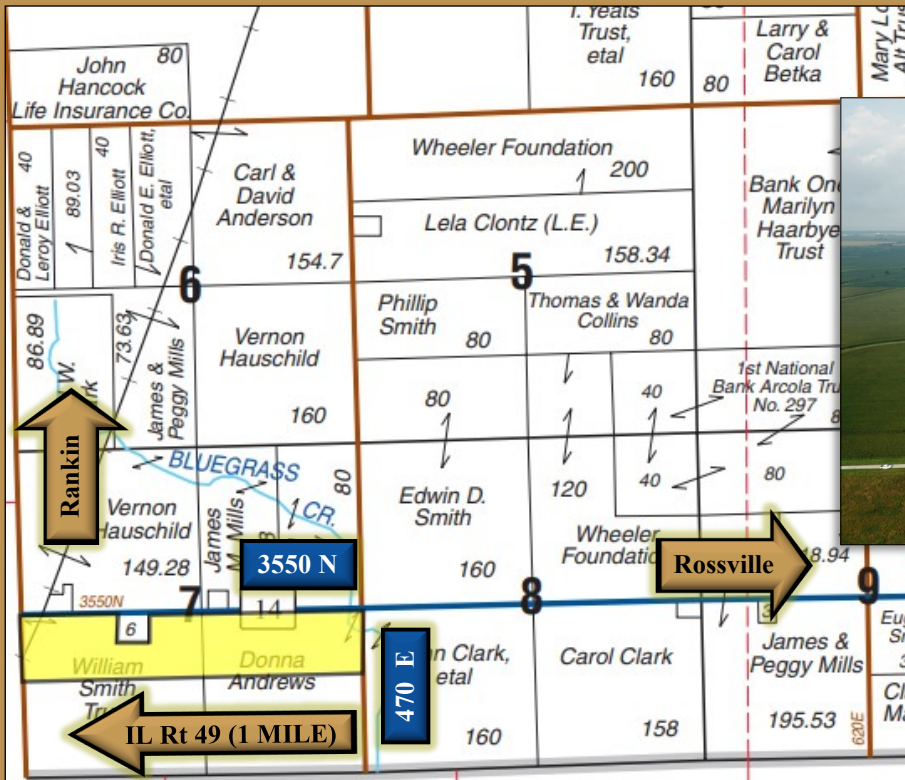 80
John
Hancock
Life Insurance Co.
T. Yeats
Trust,
etal
160
80
Larry &
Carol
Betka
Mary
Alt
Donald &
Leroy Elliott
40
89.03
Iris R. Elliott
40
Donald E. Elliott,
etal
Carl &
David
Anderson
154.7
6
Wheeler Foundation
200
Lela Clontz (L.E.)
158.34
5
Bank One
Marilyn
Haarbye
Trust
86.89
W.
73.63
James &
Peggy Mills
Vernon
Hauschild
160
Phillip
Smith
80
Thomas & Wanda
Collins
80
80
40
1st National
Bank Arcola
No. 297
8
Rankin
BLUEGRASS
CR.
80
Vernon
Hauschild
149.28
James
M. Mills
Edwin D.
Smith
160
120
40
80
Wheeler
Foundation
3550 N
Rossville
8.94
3550N
7
14
8
9
6
William
Smith
Donna
Andrews
470 E
Clark,
etal
160
Carol Clark
158
3
James &
Peggy Mills
195.53
620E
IL Rt 49 (1 MILE)